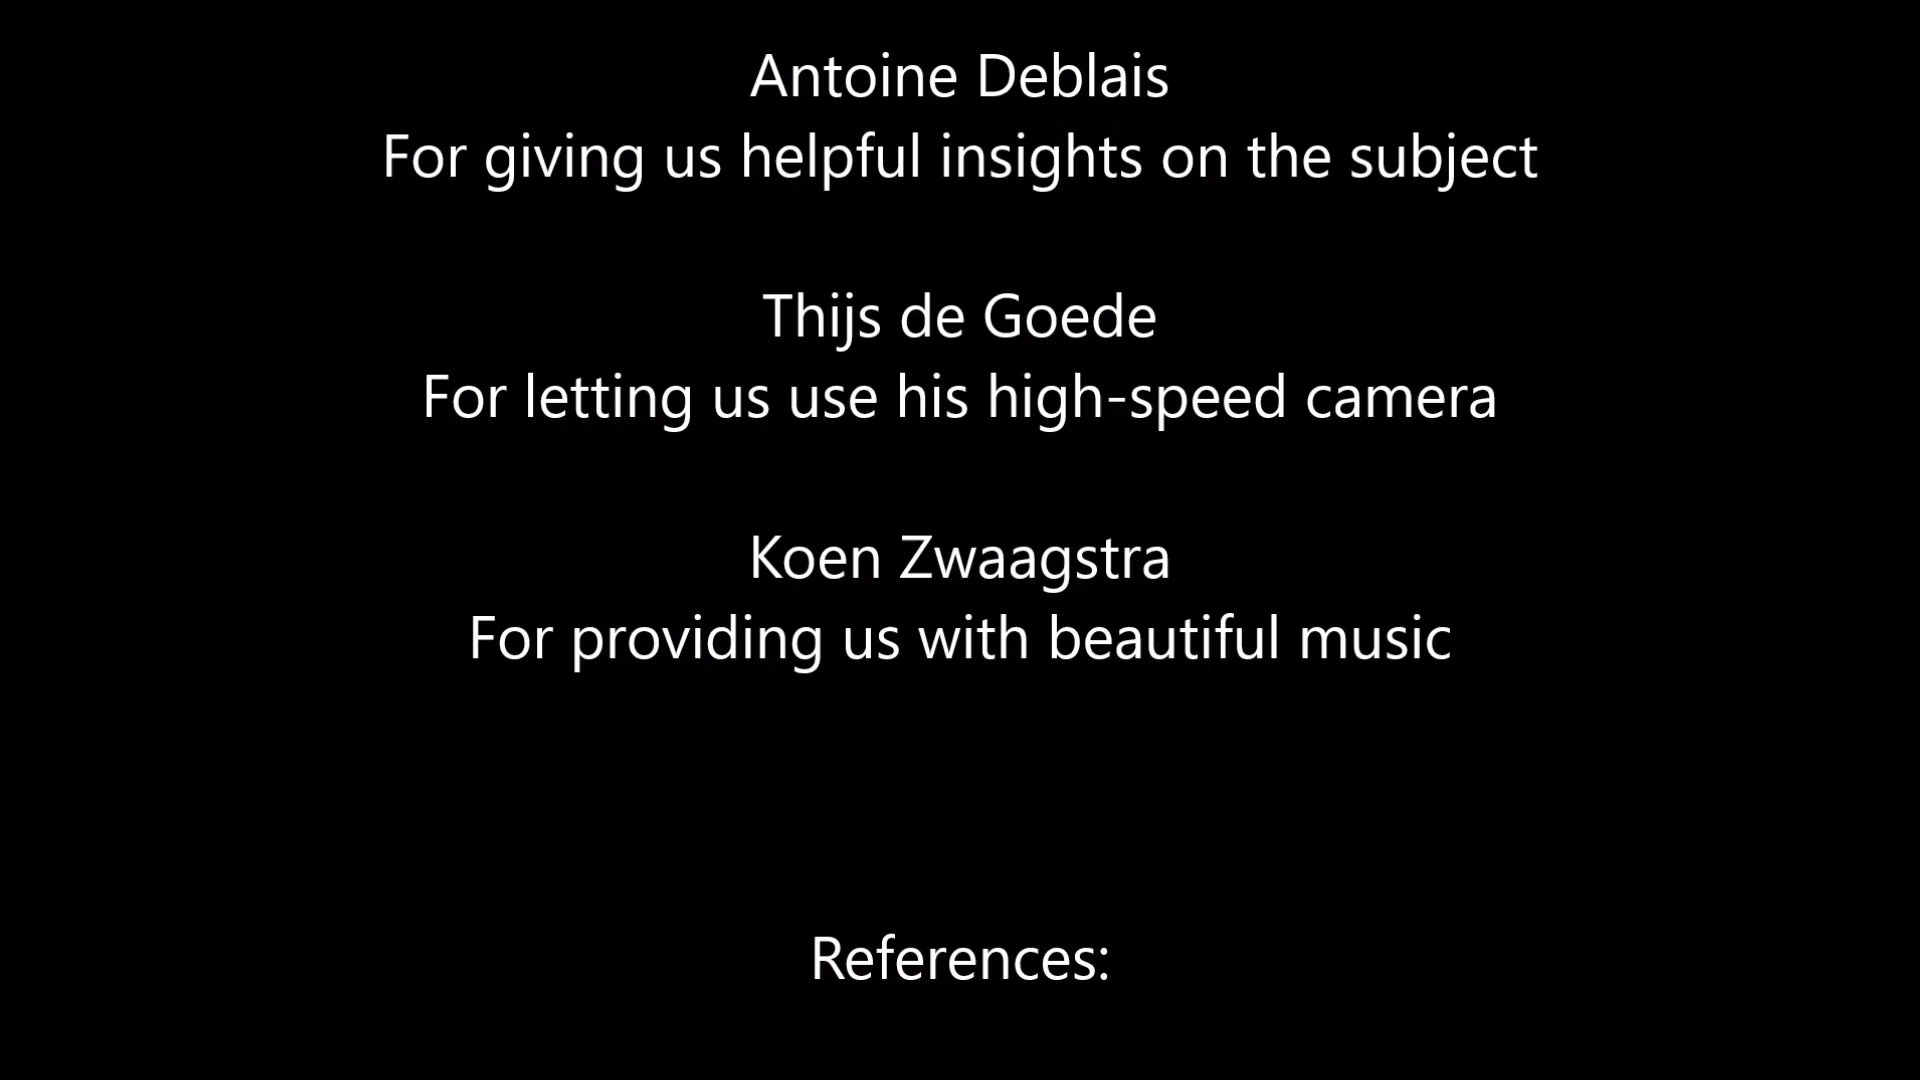 Antoine Deblais
For giving us helpful insights on the subject
Thijs de Goede
For letting us use his high-speed camera
Koen Zwaagstra
For providing us with beautiful music
References: